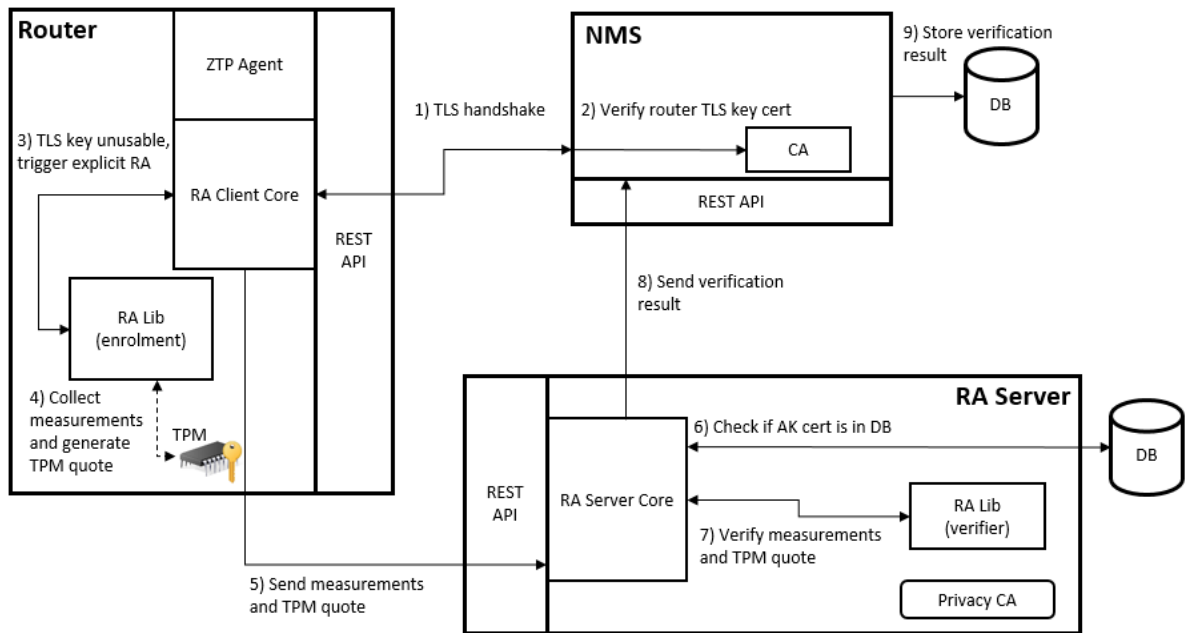 Router
ZTP Agent
3) TLS key unusable,
trigger explicit RA
RA Client Core
REST
API
RA Lib
(enrolment)
4) Collect
measurements
and generate
TPM quote
TPM
1) TLS handshake
NMS
2) Verify router TLS key cert
CA
REST API
9) Store verification
result
DB
8) Send verification
result
5) Send measurements
and TPM quote
RA Server
REST
API
RA Server Core
6) Check if AK cert is in DB
DB
7) Verify measurements
and TPM quote
RA Lib
(verifier)
Privacy CA